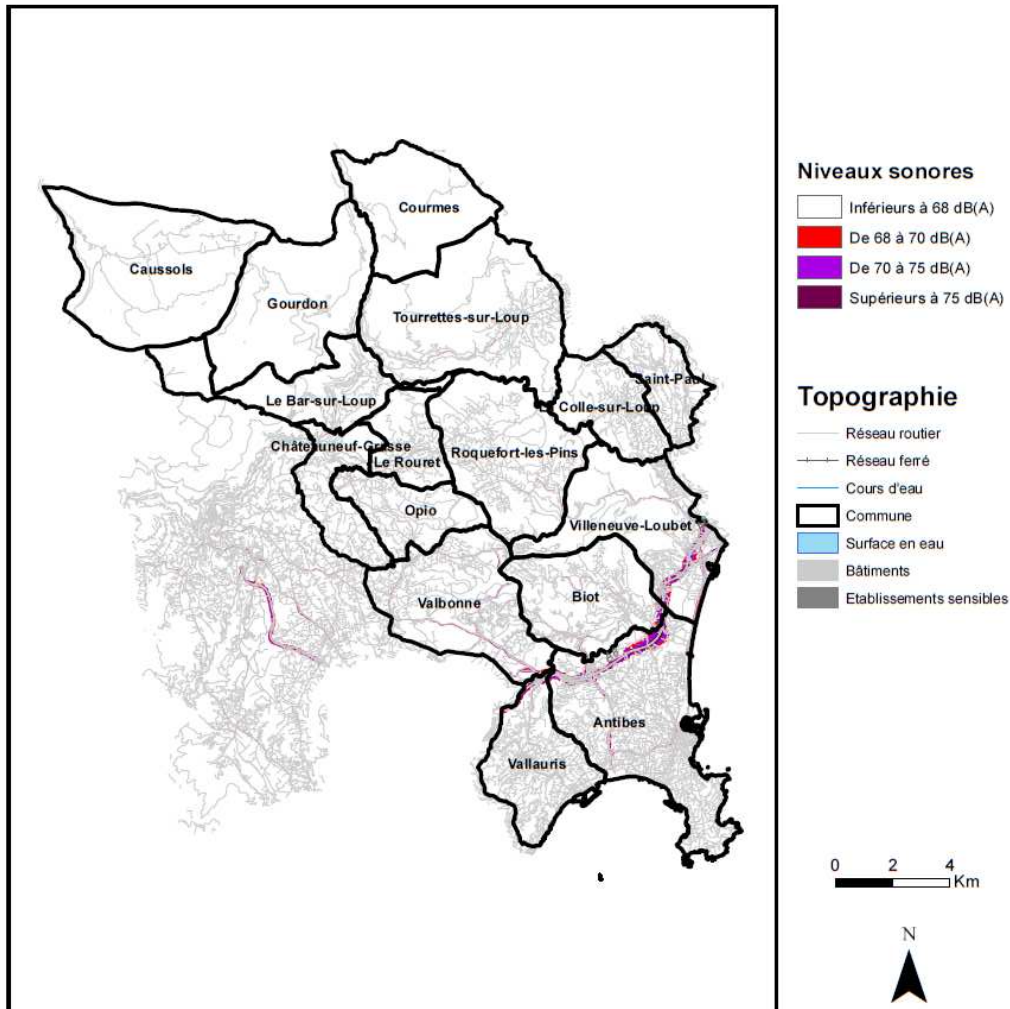 Courmes
Caussols
Gourdon
Tourrettes-sur-Loup
Saint-Paul
Le Bar-sur-Loup
La Colle-sur-Loup
Châteauneuf-Grasse
Le Rouret
Roquefort-les-Pins
Opio
Villeneuve-Loubet
Valbonne
Biot
Antibes
Vallauris
Niveaux sonores
Inférieurs à 68 dB(A)
De 68 à 70 dB(A)
De 70 à 75 dB(A)
Supérieurs à 75 dB(A)
Topographie
Réseau routier
Réseau ferré
Cours d'eau
Commune
Surface en eau
Bâtiments
Etablissements sensibles
0 2 4
Km
N